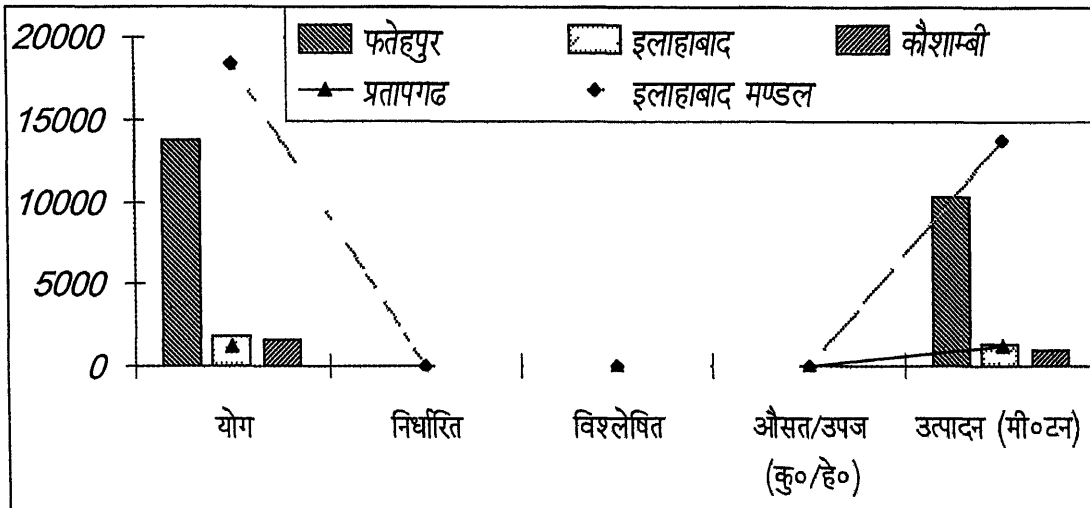 20000
15000
10000
5000
0
फतेहपुर इलाहाबाद कौशाम्बी
प्रतापगढ इलाहाबाद मण्डल
योग निर्धारित विश्लेषित औसत/उपज उत्पादन (मी०टन)
(कु०/हे०)